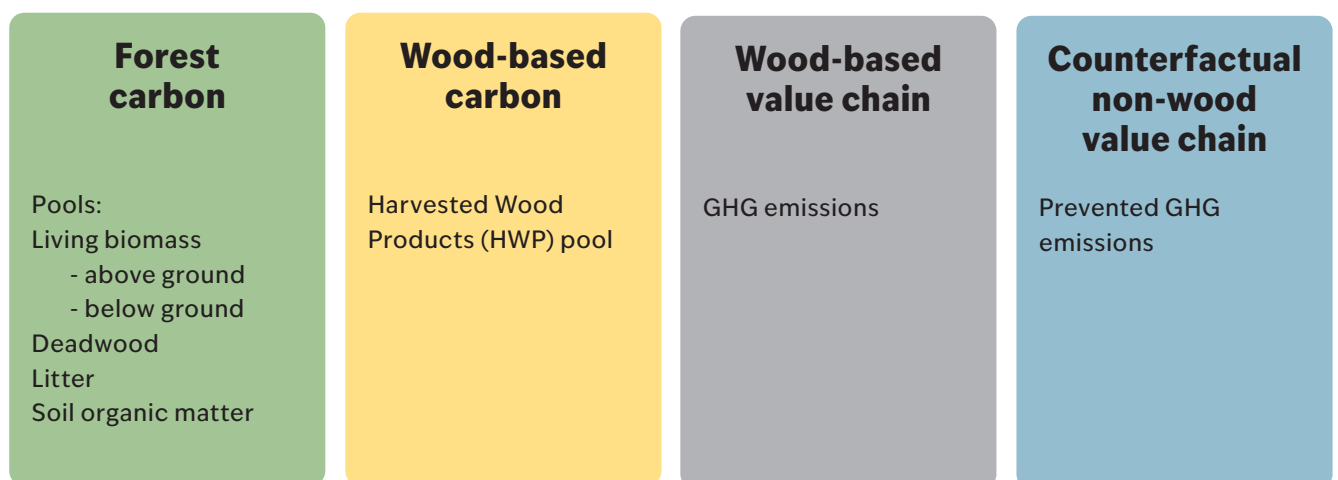 Forest
carbon
Pools:
Living biomass
- above ground
- below ground
Deadwood
Litter
Soil organic matter
Wood-based
carbon
Harvested Wood
Products (HWP) pool
Wood-based
value chain
GHG emissions
Counterfactual
non-wood
value chain
Prevented GHG
emissions